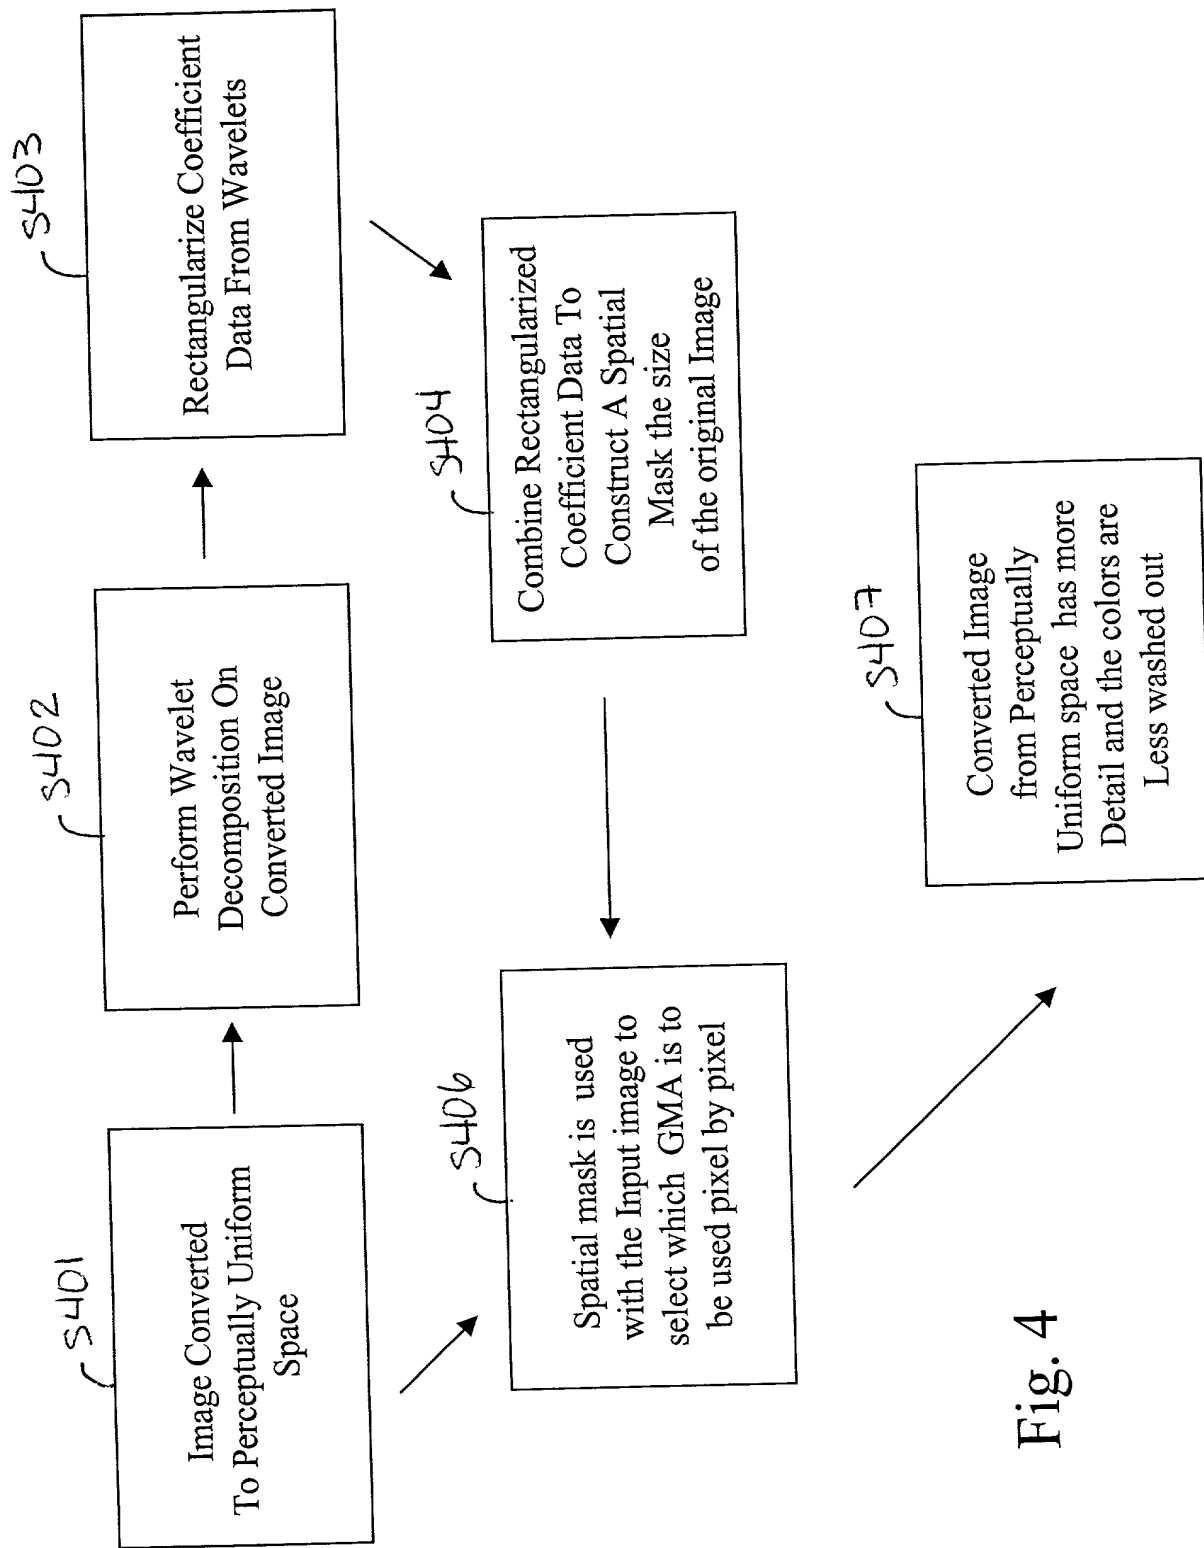 S401
Image Converted
To Perceptually Uniform
Space
S402
Perform Wavelet
Decomposition On
Converted Image
S403
Rectangularize Coefficient
Data From Wavelets
S404
Combine Rectangularized
Coefficient Data To
Construct A Spatial
Mask the size
of the original Image
S406
Spatial mask is used
with the Input image to
select which GMA is to
be used pixel by pixel
S407
Converted Image
from Perceptually
Uniform space has more
Detail and the colors are
Less washed out
Fig. 4